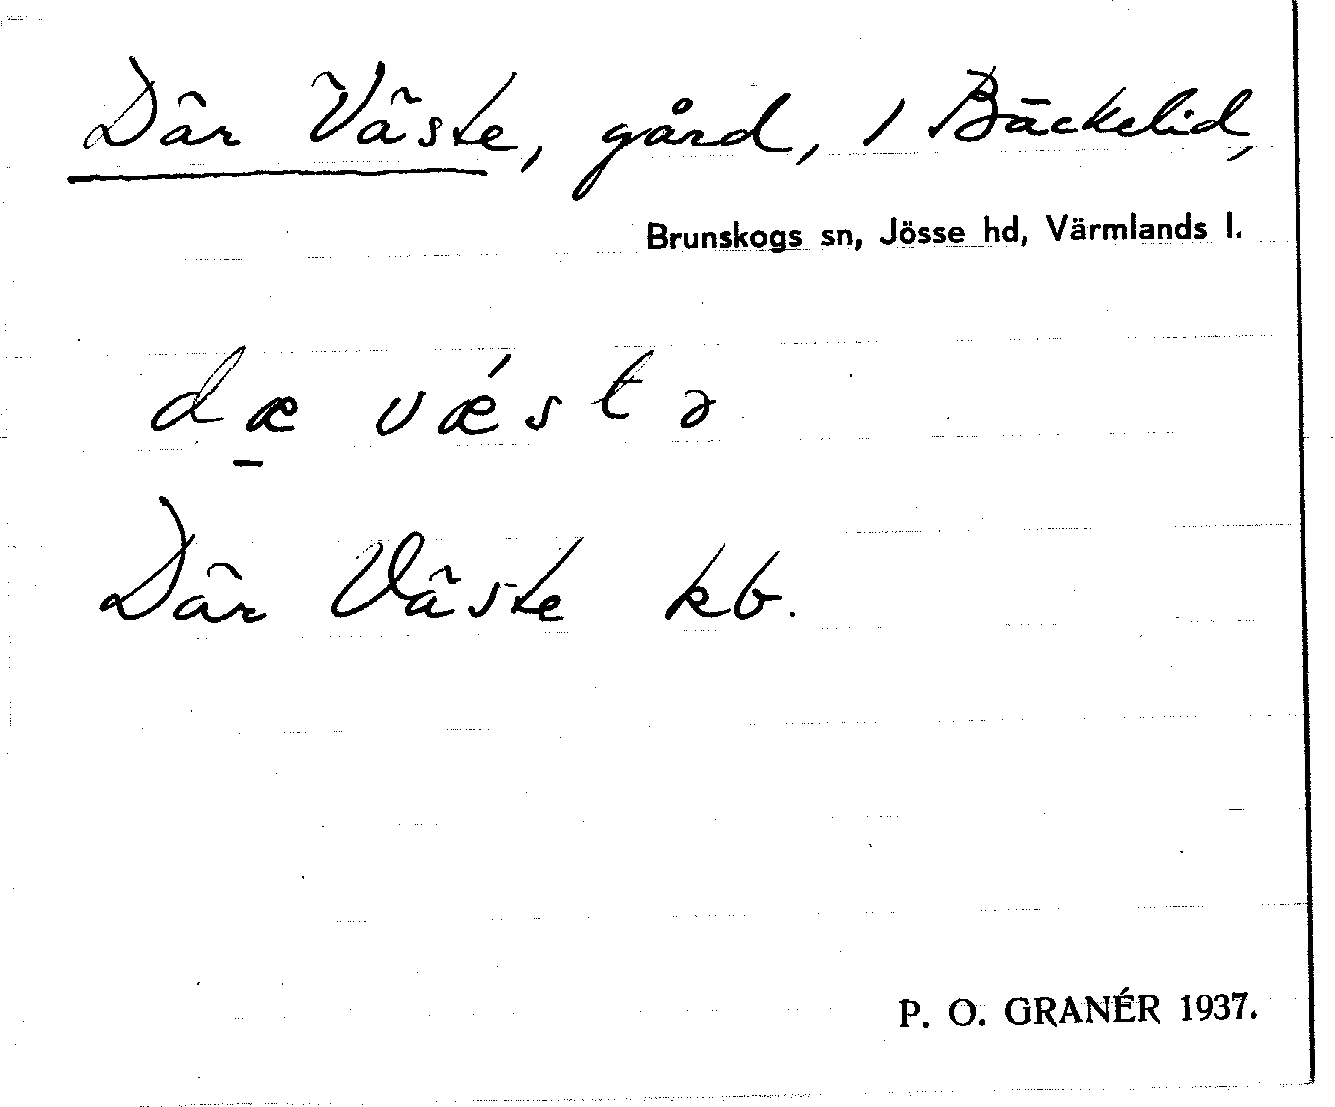 Där Väste, gård, / Bäckelid,
Brunskogs sn, Jösse hd, Värmlands l.
dæ̱ vǽstə
Där Väste kb.
P. O. GRANÉR 1937.